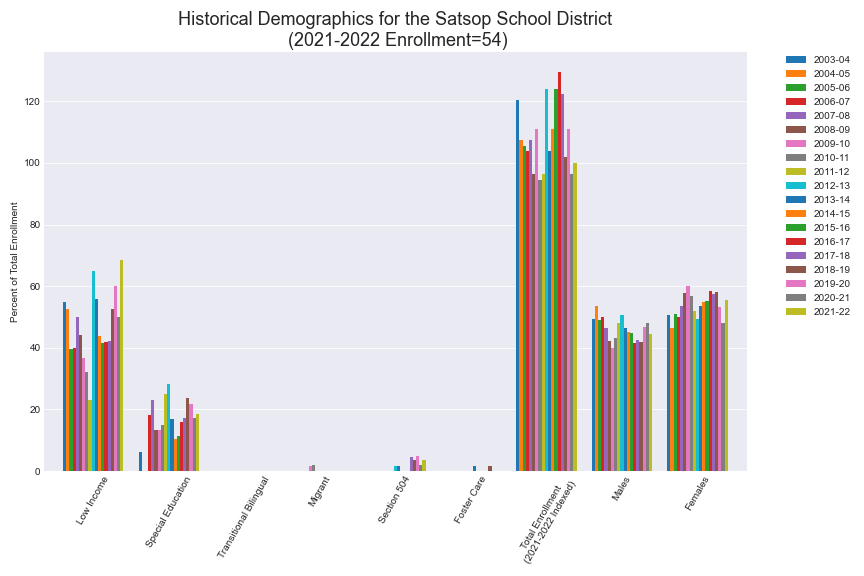 Historical Demographics for the Satsop School District
(2021-2022 Enrollment=54)
Percent of Total Enrollment
120
100
80
60
40
20
0
Low Income
Special Education
Transitional Bilingual
Migrant
Section 504
Foster Care
Total Enrollment
(2021-2022 Indexed)
Males
Females
2003-04
2004-05
2005-06
2006-07
2007-08
2008-09
2009-10
2010-11
2011-12
2012-13
2013-14
2014-15
2015-16
2016-17
2017-18
2018-19
2019-20
2020-21
2021-22